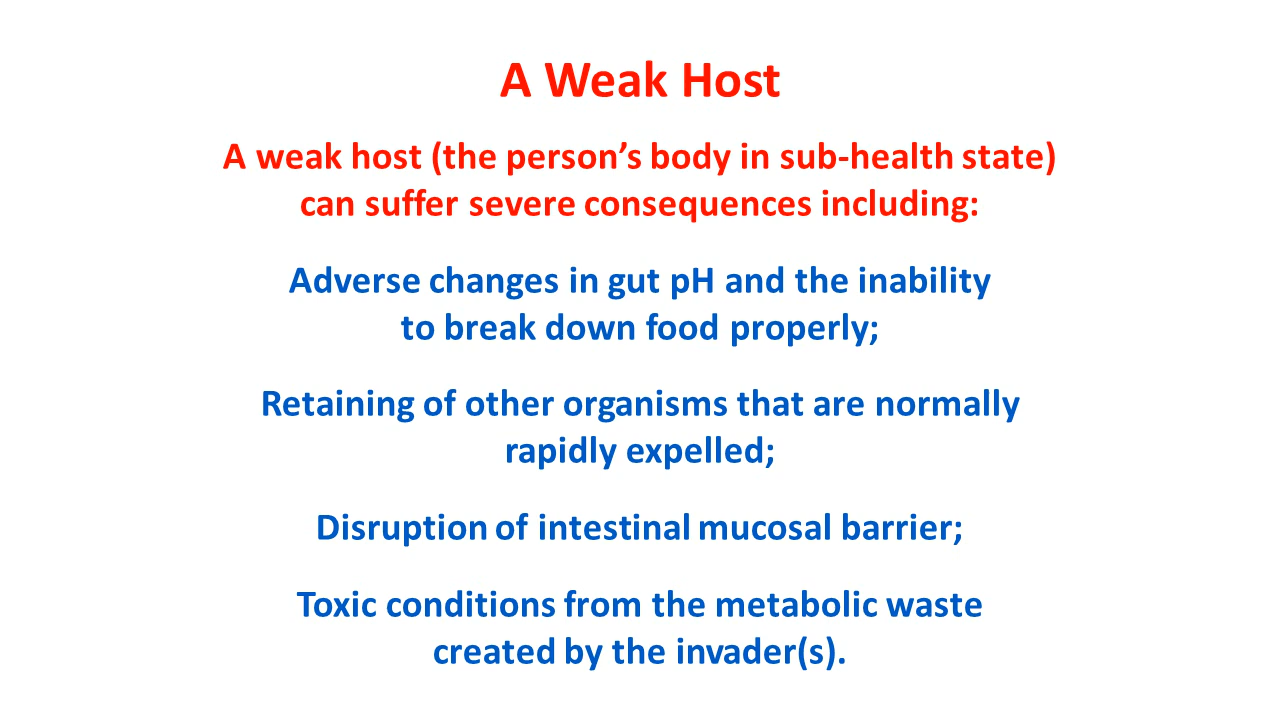 A Weak Host
A weak host (the person’s body in sub-health state)
can suffer severe consequences including:
Adverse changes in gut pH and the inability
to break down food properly;
Retaining of other organisms that are normally
rapidly expelled;
Disruption of intestinal mucosal barrier;
Toxic conditions from the metabolic waste
created by the invader(s).